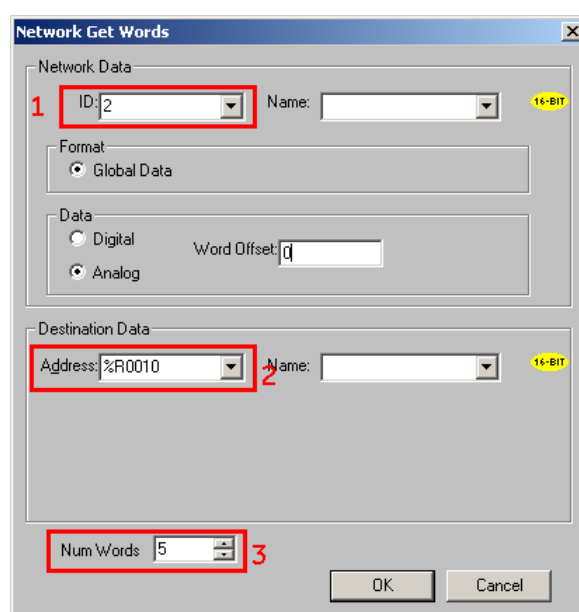 Network Get Words
Network Data
1 ID: 2 Name: 16-BIT
Format
Global Data
Data
Digital
Word Offset: 0
Analog
Destination Data
Address: %R0010 2 Name: 16-BIT
Num Words 5 3
OK Cancel